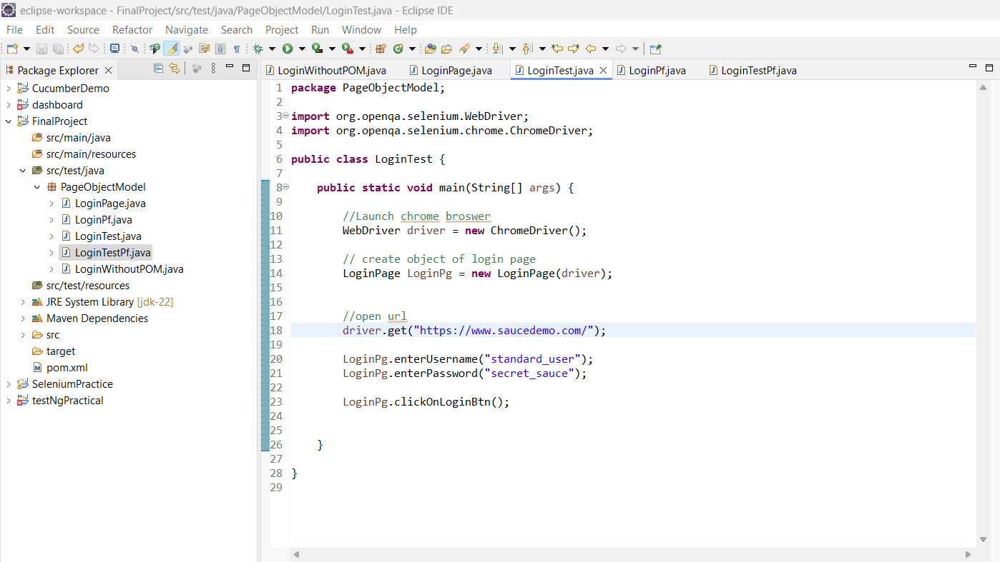 eclipse-workspace - FinalProject/src/test/java/PageObjectModel/LoginTest.java - Eclipse IDE
File Edit Source Refactor Navigate Search Project Run Window Help
Package Explorer
CucumberDemo
dashboard
FinalProject
src/main/java
src/main/resources
src/test/java
PageObjectModel
LoginPage.java
LoginPf.java
LoginTest.java
LoginTestPf.java
LoginWithoutPOM.java
src/test/resources
JRE System Library [jdk-22]
Maven Dependencies
src
target
pom.xml
SeleniumPractice
testNgPractical
LoginWithoutPOM.java LoginPage.java LoginTest.java LoginPf.java LoginTestPf.java
1 package PageObjectModel;
2
3 import org.openqa.selenium.WebDriver;
4 import org.openqa.selenium.chrome.ChromeDriver;
5
6 public class LoginTest {
7
8 public static void main(String[] args) {
9
10 //Launch chrome broswer
11 WebDriver driver = new ChromeDriver();
12
13 // create object of login page
14 LoginPage LoginPg = new LoginPage(driver);
15
16
17 //open url
18 driver.get("https://www.saucedemo.com/");
19
20 LoginPg.enterUsername("standard_user");
21 LoginPg.enterPassword("secret_sauce");
22
23 LoginPg.clickOnLoginBtn();
24
25
26 }
27
28 }
29